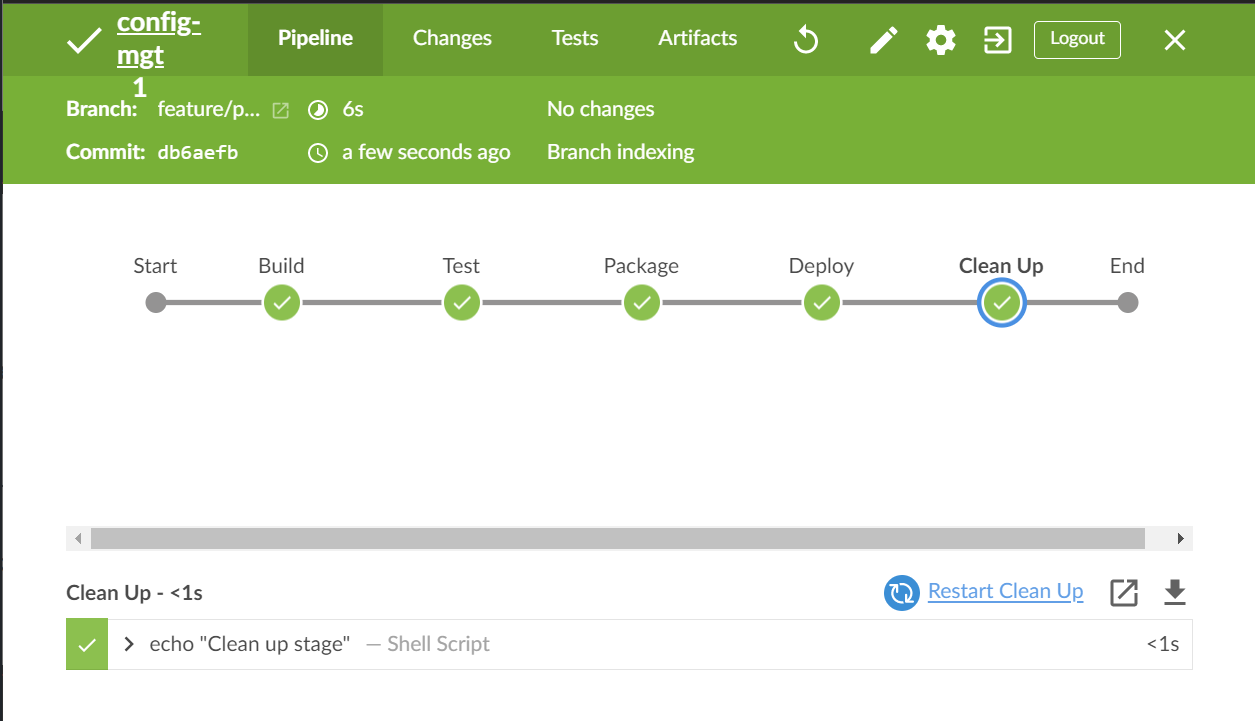 config-
mgt
1
Pipeline Changes Tests Artifacts Logout
Branch: feature/p... 6s No changes
Commit: db6aefb a few seconds ago Branch indexing
Start Build Test Package Deploy Clean Up End
Clean Up - <1s Restart Clean Up
echo "Clean up stage" — Shell Script <1s